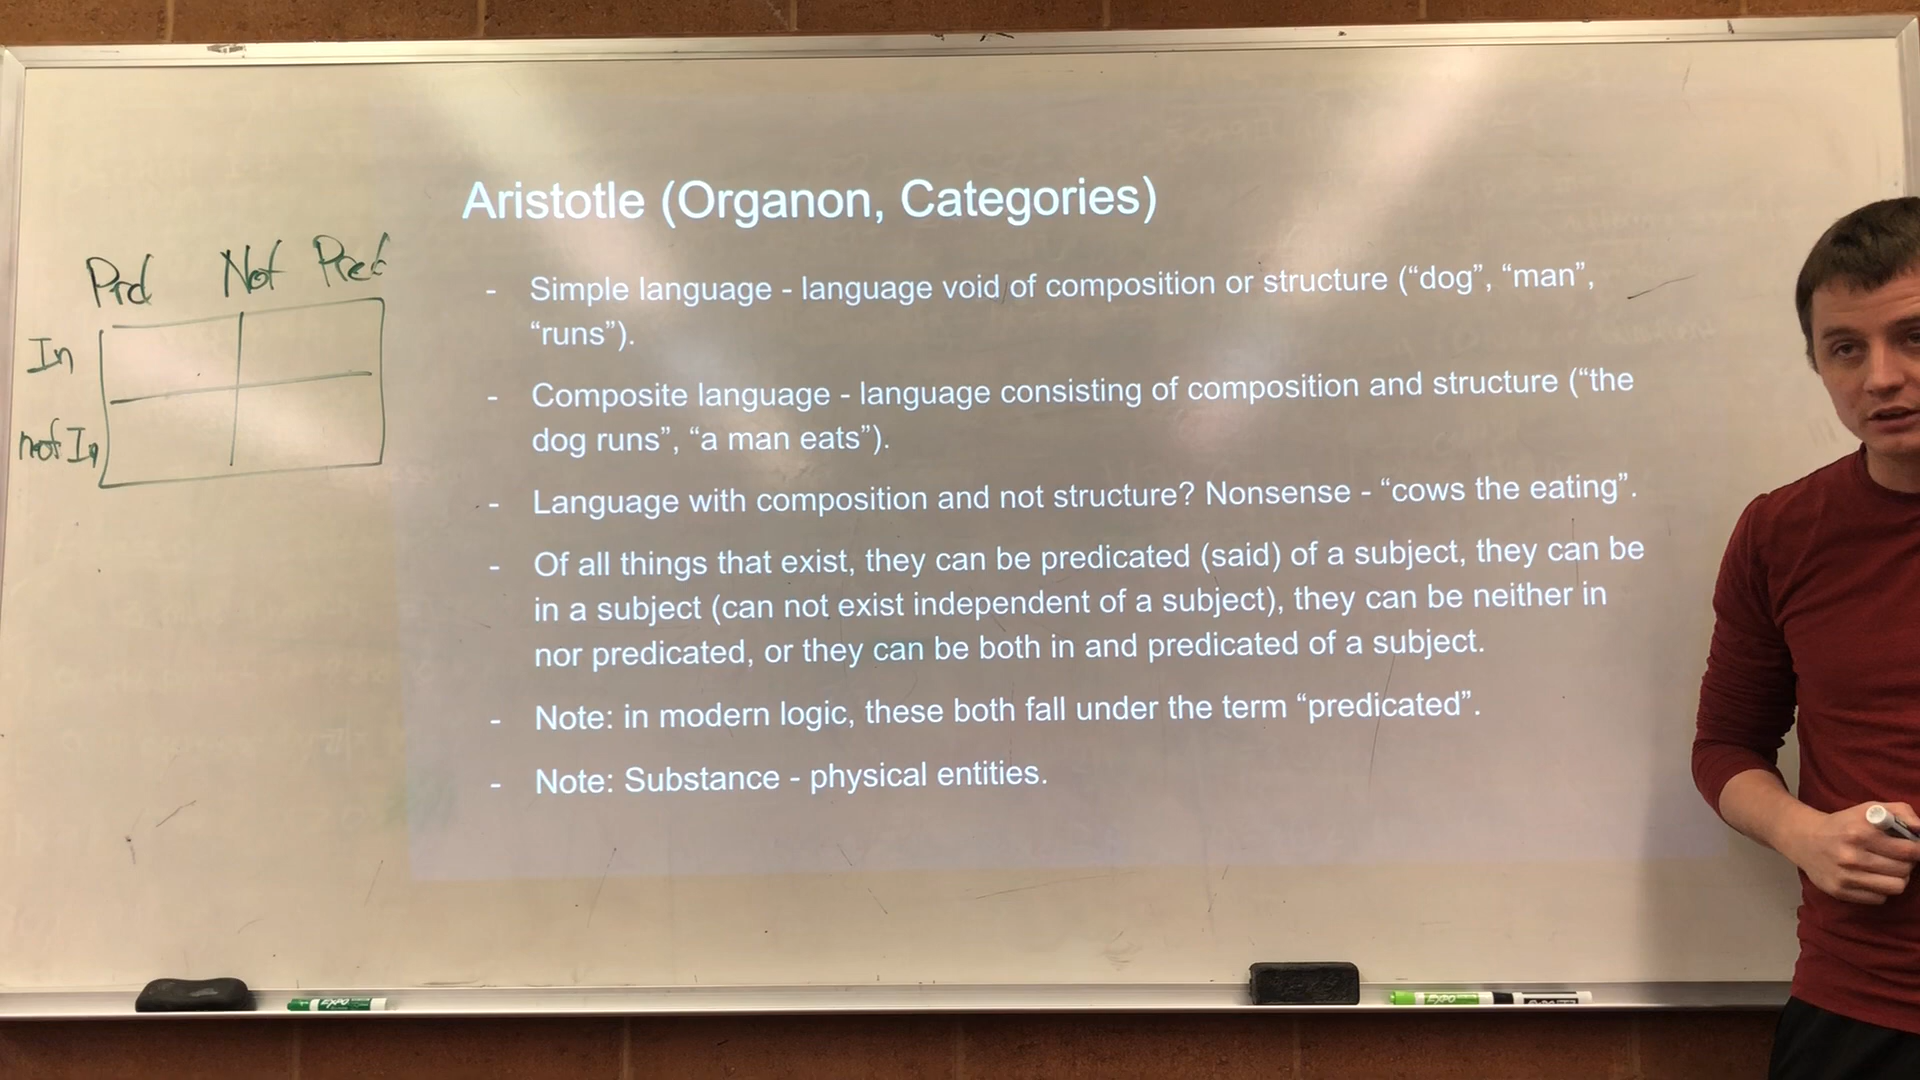 Aristotle (Organon, Categories)
Prd Not Pred
In
not In
- Simple language - language void of composition or structure (“dog”, “man”,
“runs”).
- Composite language - language consisting of composition and structure (“the
dog runs”, “a man eats”).
- Language with composition and not structure? Nonsense - “cows the eating”.
- Of all things that exist, they can be predicated (said) of a subject, they can be
in a subject (can not exist independent of a subject), they can be neither in
nor predicated, or they can be both in and predicated of a subject.
- Note: in modern logic, these both fall under the term “predicated”.
- Note: Substance - physical entities.
EXPO
EXPO
EXPO